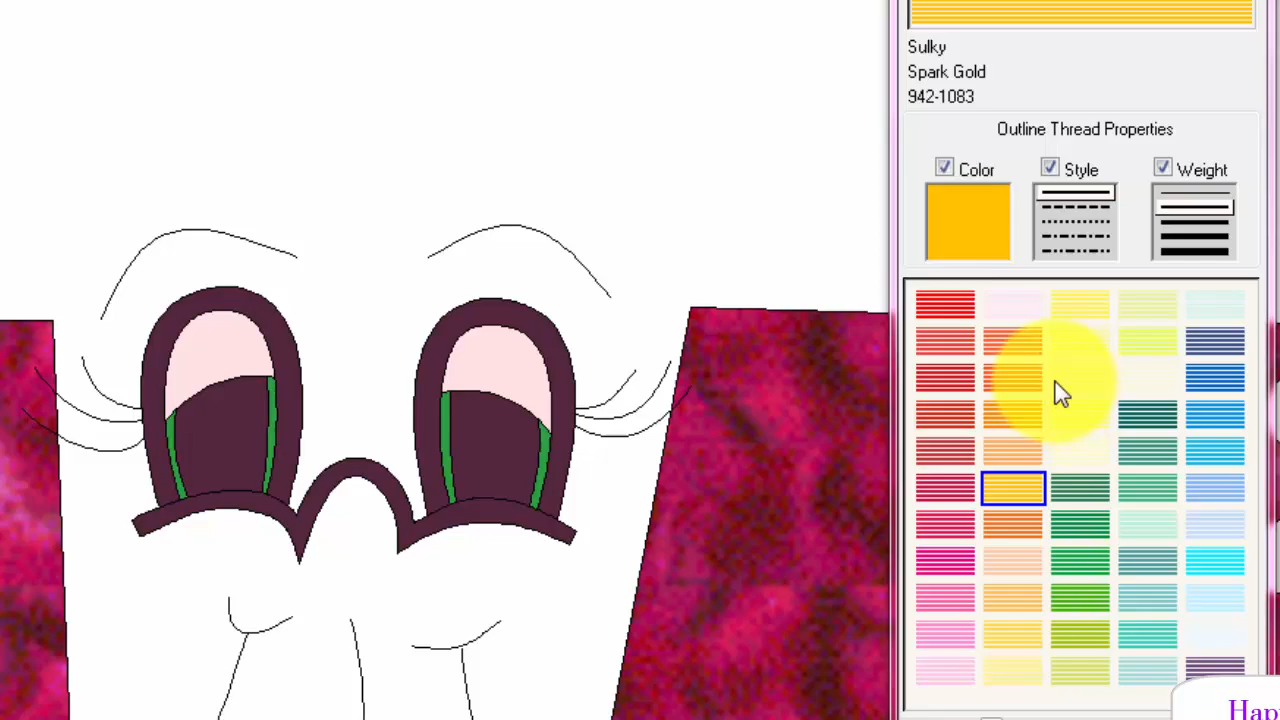 Sulky
Spark Gold
942-1083
Outline Thread Properties
Color Style Weight